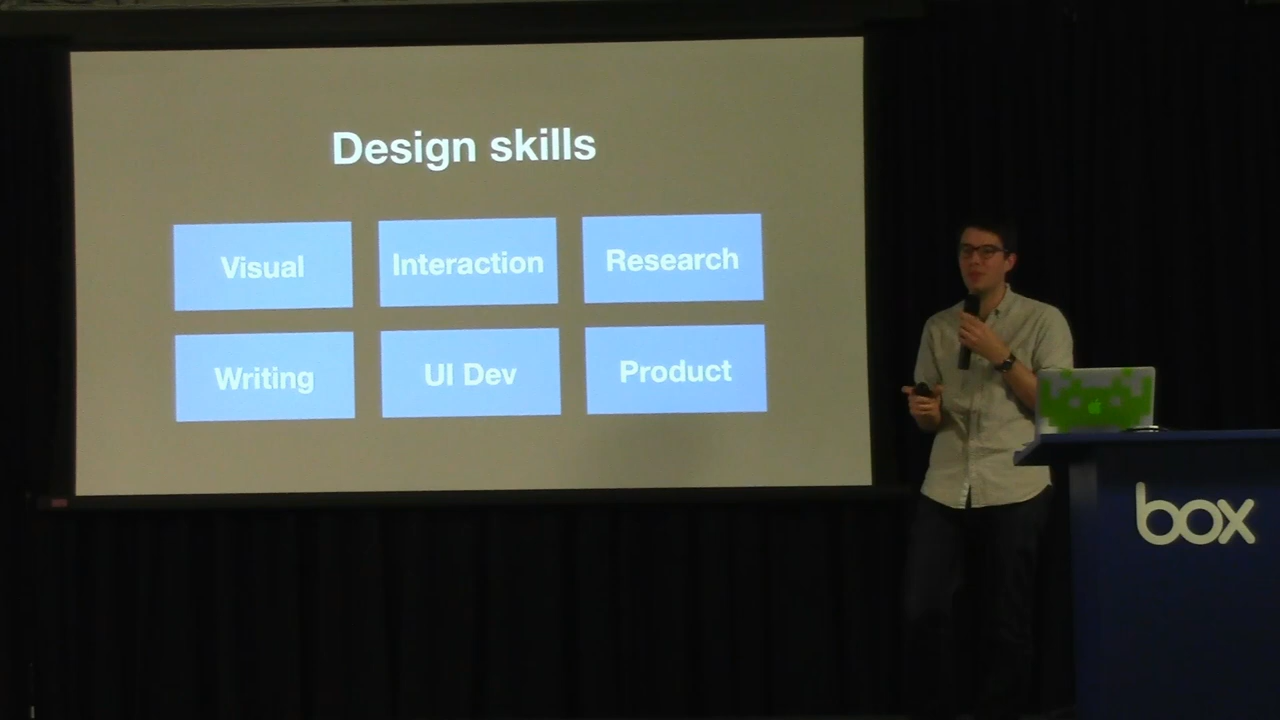 Design skills
Visual
Interaction
Research
Writing
UI Dev
Product
box